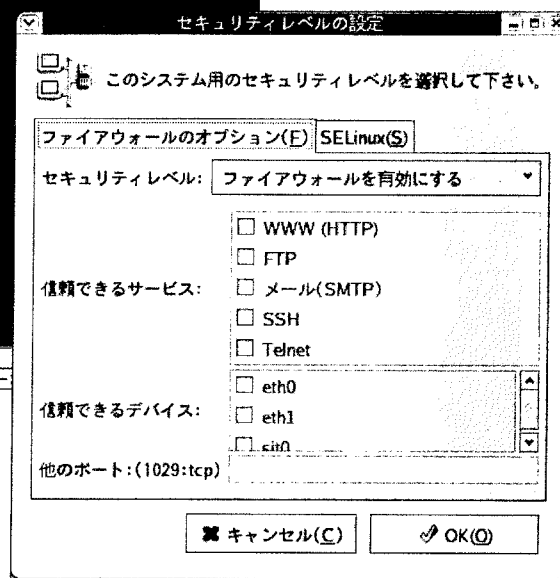 セキュリティレベルの設定
このシステム用のセキュリティレベルを選択して下さい。
ファイアウォールのオプション(F) SELinux(S)
セキュリティレベル: ファイアウォールを有効にする
信頼できるサービス:
WWW (HTTP)
FTP
メール(SMTP)
SSH
Telnet
信頼できるデバイス:
eth0
eth1
sit0
他のポート:(1029:tcp)
キャンセル(C) OK(O)